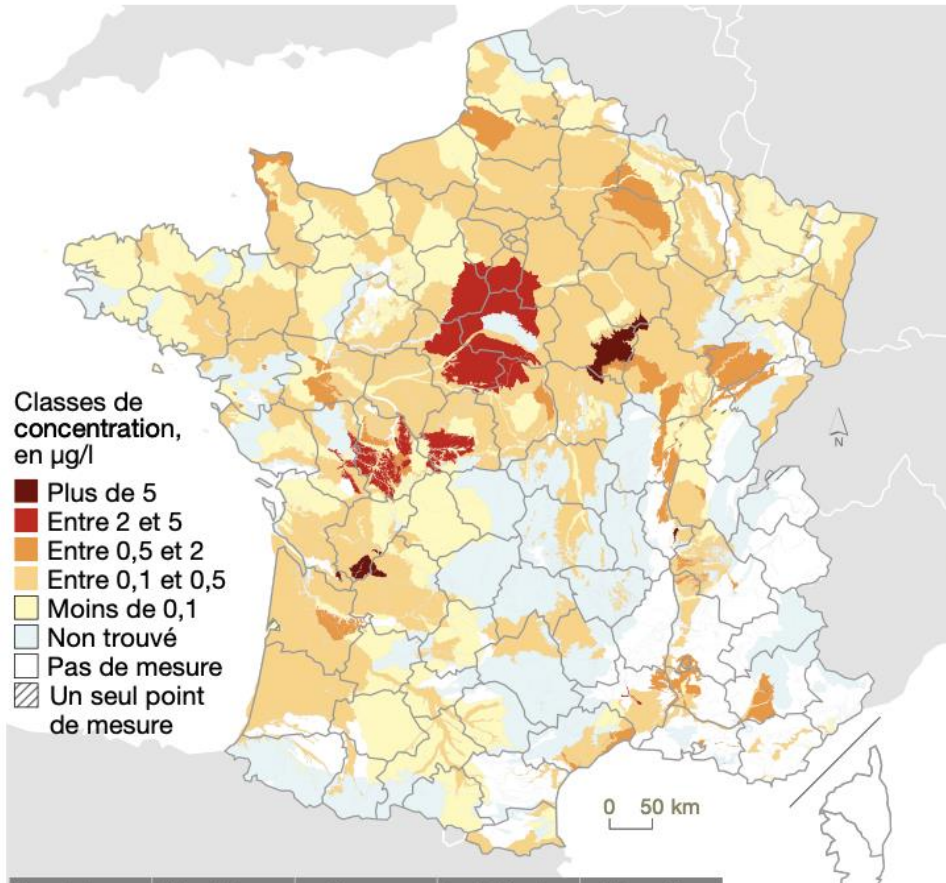 Classes de
concentration,
en µg/l
Plus de 5
Entre 2 et 5
Entre 0,5 et 2
Entre 0,1 et 0,5
Moins de 0,1
Non trouvé
Pas de mesure
Un seul point
de mesure
N
0 50 km